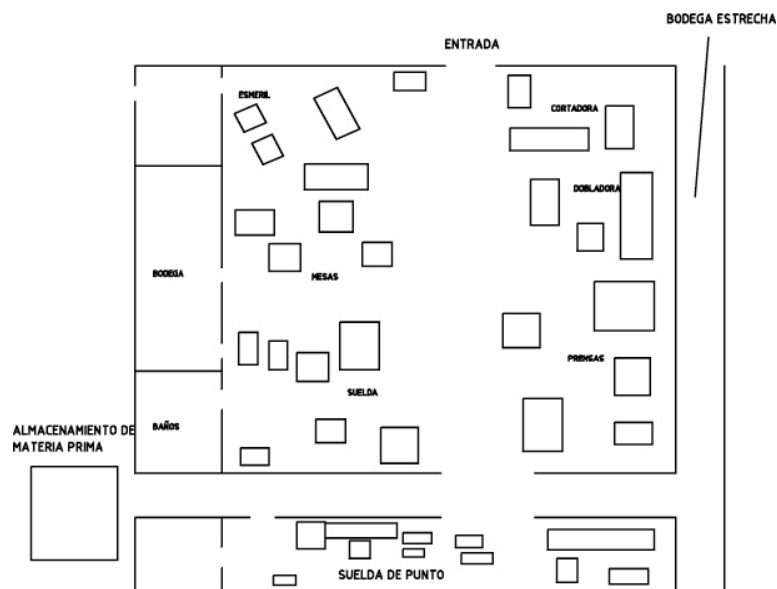 BODEGA ESTRECHA
ENTRADA
ESMERIL
CORTADORA
DOBLADORA
BODEGA
MESAS
PRENSAS
SUELDA
BAÑOS
ALMACENAMIENTO DE
MATERIA PRIMA
SUELDA DE PUNTO